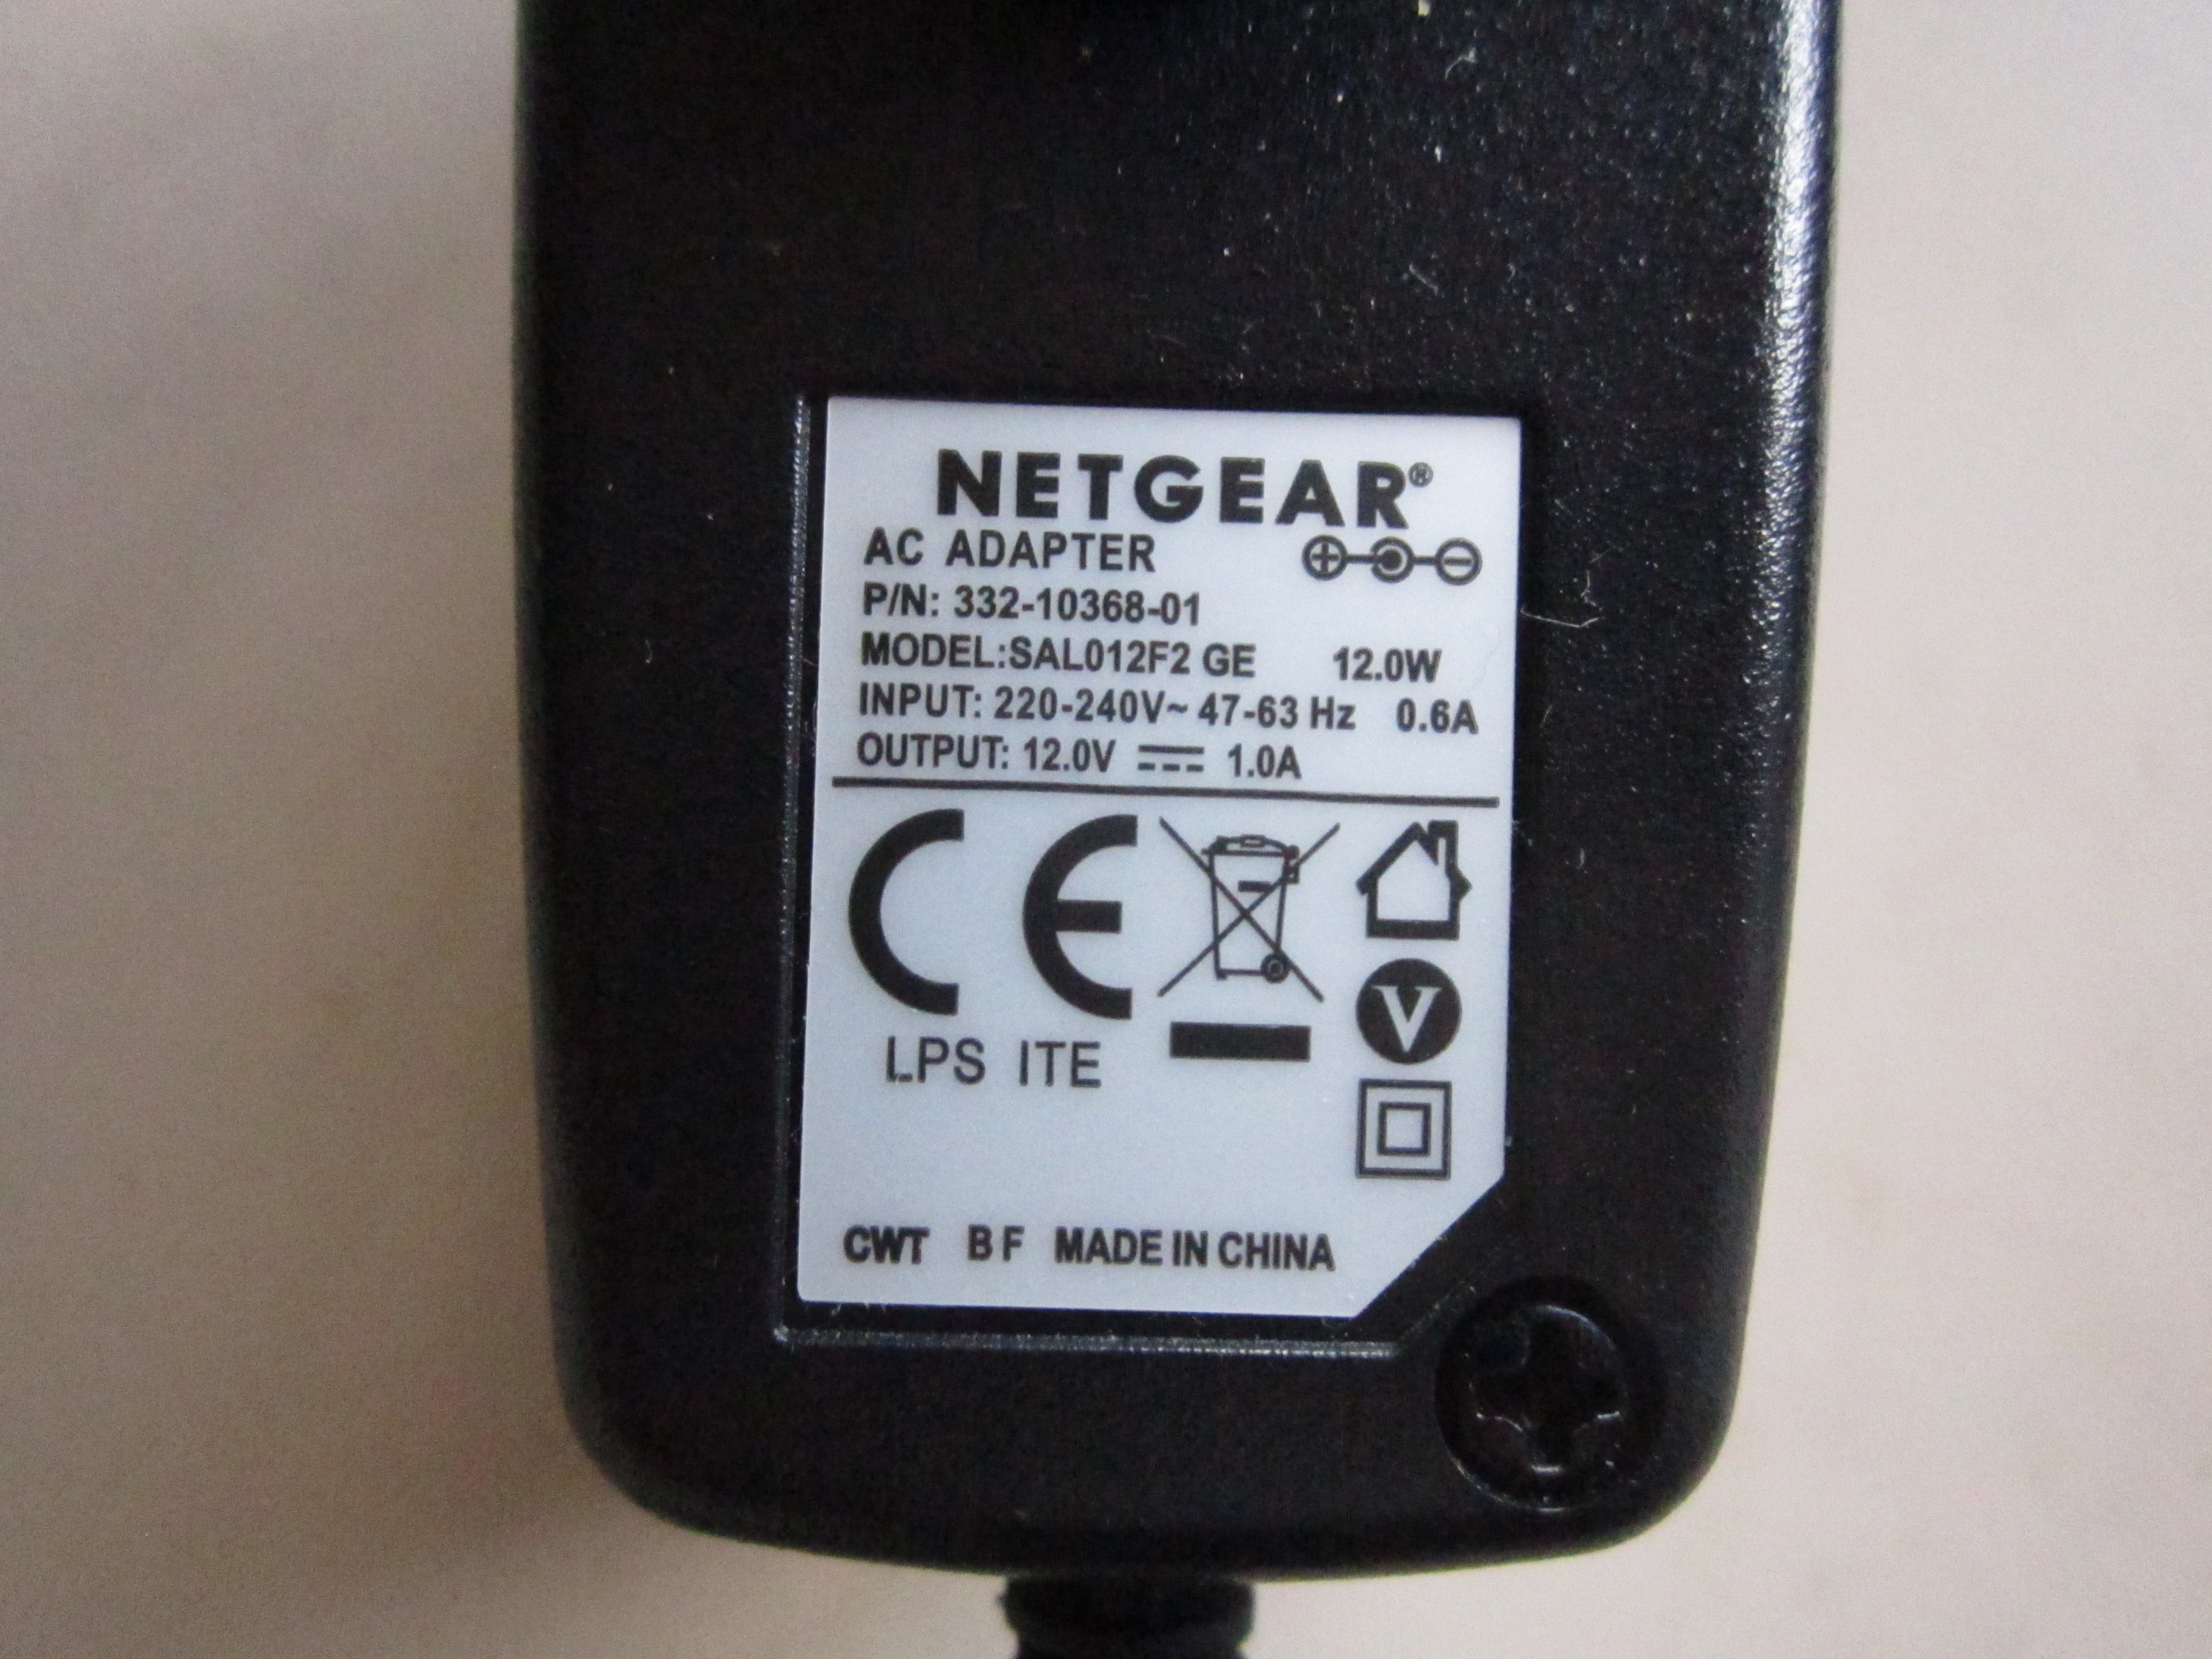 NETGEAR®
AC ADAPTER
P/N: 332-10368-01
MODEL:SAL012F2 GE 12.0W
INPUT: 220-240V~ 47-63 Hz 0.6A
OUTPUT: 12.0V ⎓ 1.0A
CE
V
LPS ITE
CWT B F MADE IN CHINA